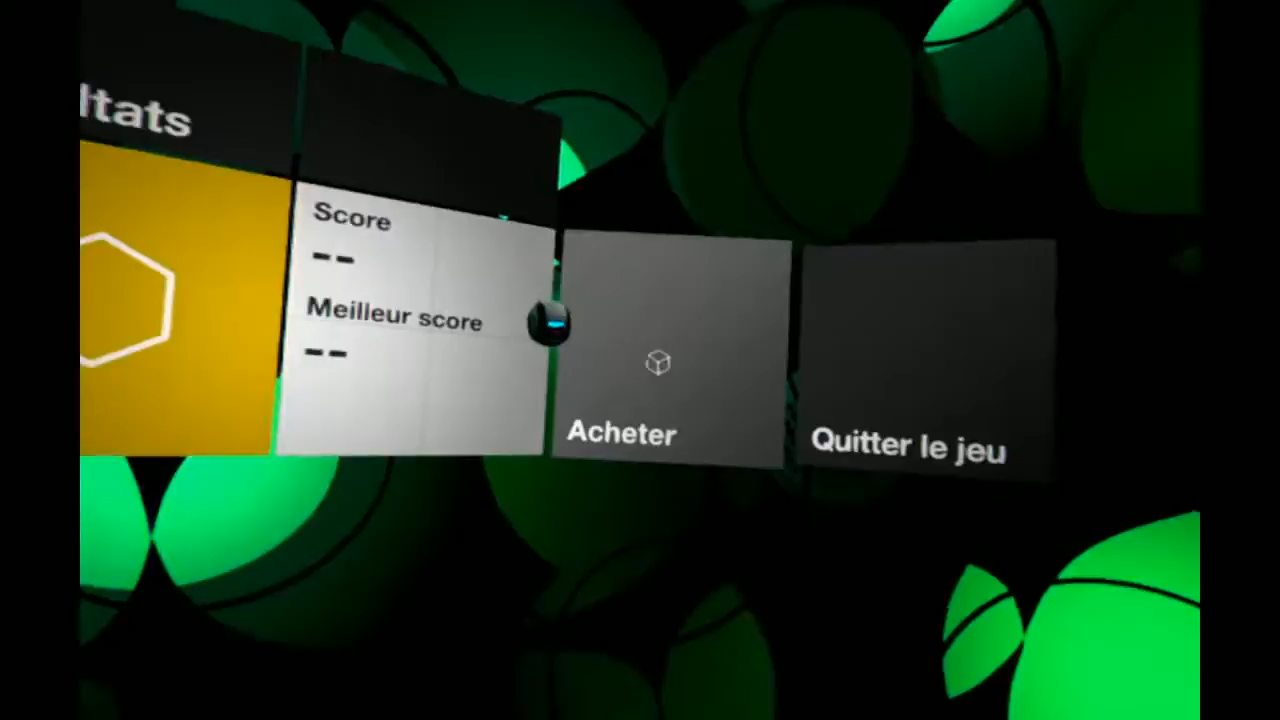 ltats
Score
--
Meilleur score
--
Acheter
Quitter le jeu